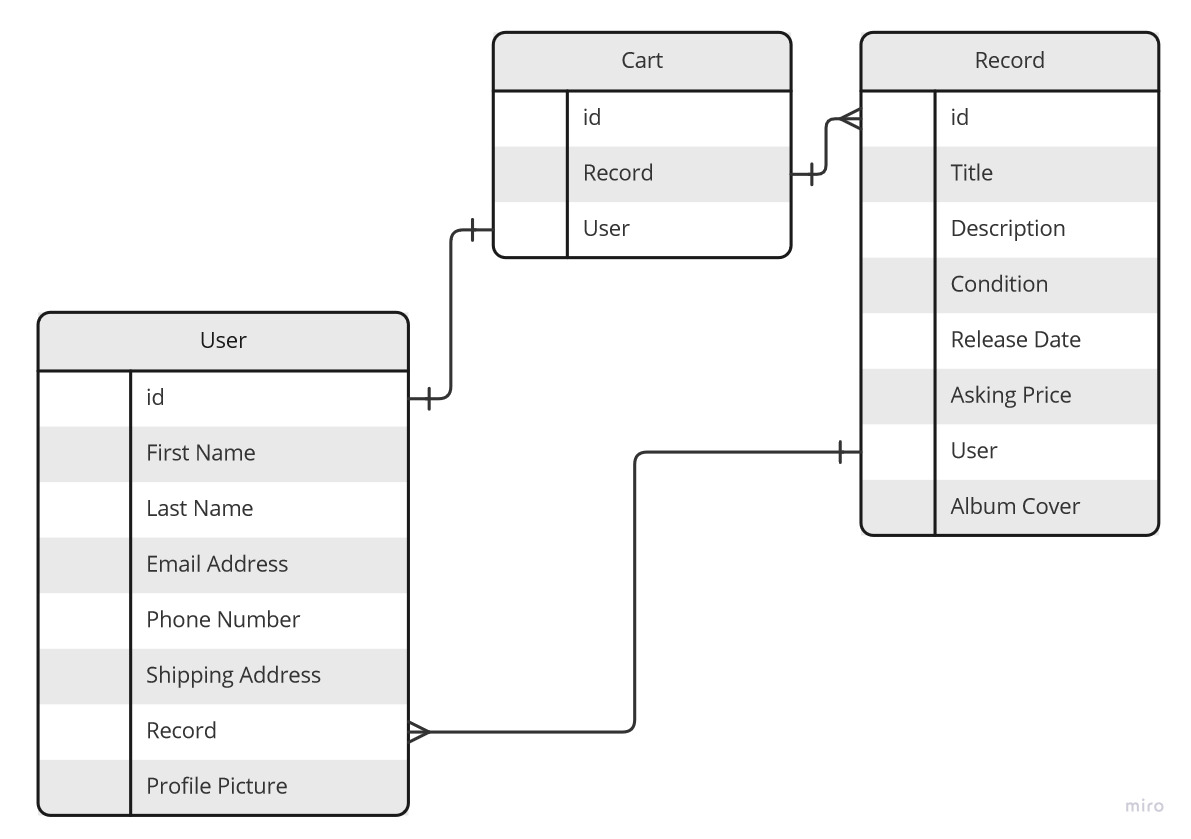 Cart
id
Record
User
Record
id
Title
Description
Condition
Release Date
Asking Price
User
Album Cover
User
id
First Name
Last Name
Email Address
Phone Number
Shipping Address
Record
Profile Picture
miro